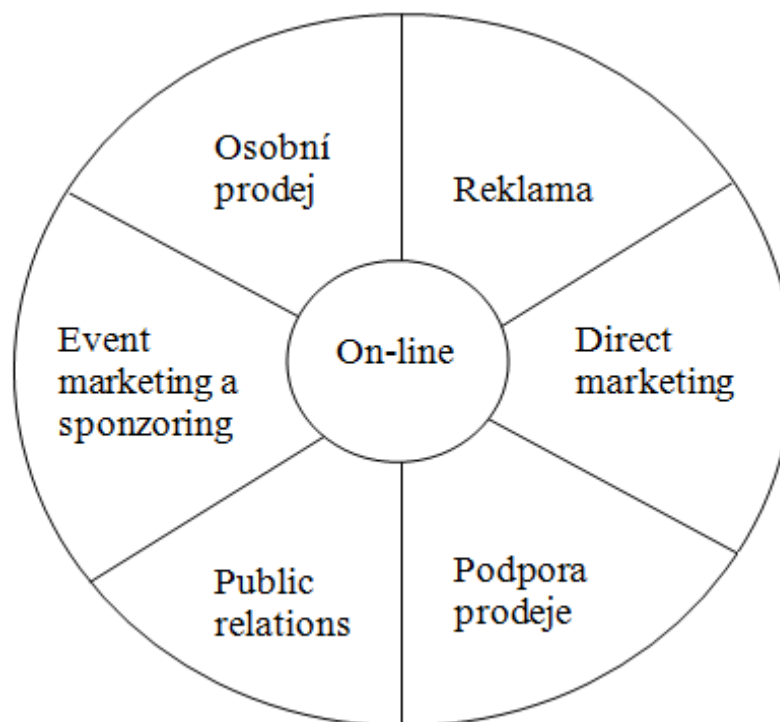 Osobní
prodej
Reklama
Event
marketing a
sponzoring
On-line
Direct
marketing
Public
relations
Podpora
prodeje